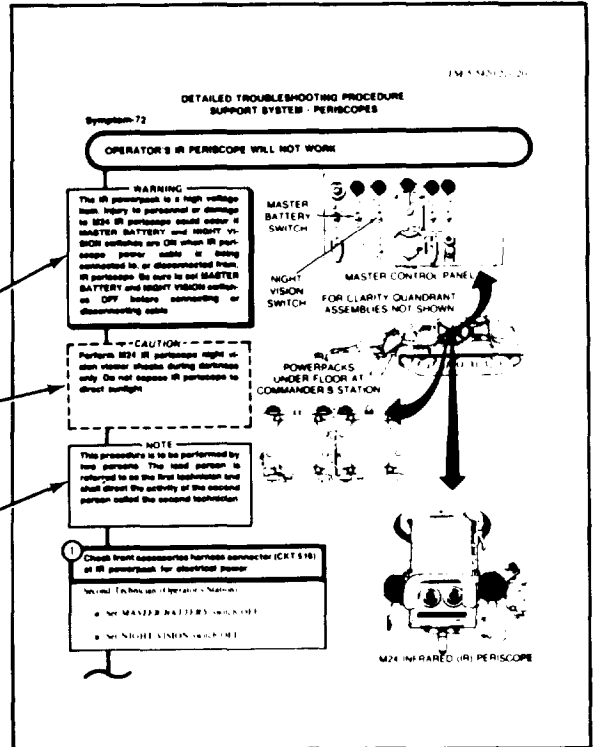 DETAILED TROUBLESHOOTING PROCEDURE
SUPPORT SYSTEM - PERISCOPES
Symptom-72
OPERATOR'S IR PERISCOPE WILL NOT WORK
WARNING
The IR powerpack is a high voltage
item. Injury to personnel or damage
to M24 IR periscope could occur if
MASTER BATTERY and NIGHT VI-
SION switches are ON when IR peri-
scope power cable is being
connected to, or disconnected from,
IR periscope. Be sure to set MASTER
BATTERY and NIGHT VISION switch-
es OFF before connecting or
disconnecting cable
CAUTION
Perform M24 IR periscope night vi-
sion viewer checks during darkness
only. Do not expose IR periscope to
direct sunlight
NOTE
This procedure is to be performed by
two persons. The lead person is
referred to as the first technician and
shall direct the activity of the second
person called the second technician
1
Check front accessories harness connector (CKT 516)
at IR powerpack for electrical power
Second Technician (Operator's Station)
Set MASTER BATTERY switch OFF
Set NIGHT VISION switch OFF
MASTER
BATTERY
SWITCH
NIGHT
VISION
SWITCH
MASTER CONTROL PANEL
FOR CLARITY QUANDRANT
ASSEMBLIES NOT SHOWN
POWERPACKS
UNDER FLOOR AT
COMMANDER'S STATION
M24 INFRARED (IR) PERISCOPE